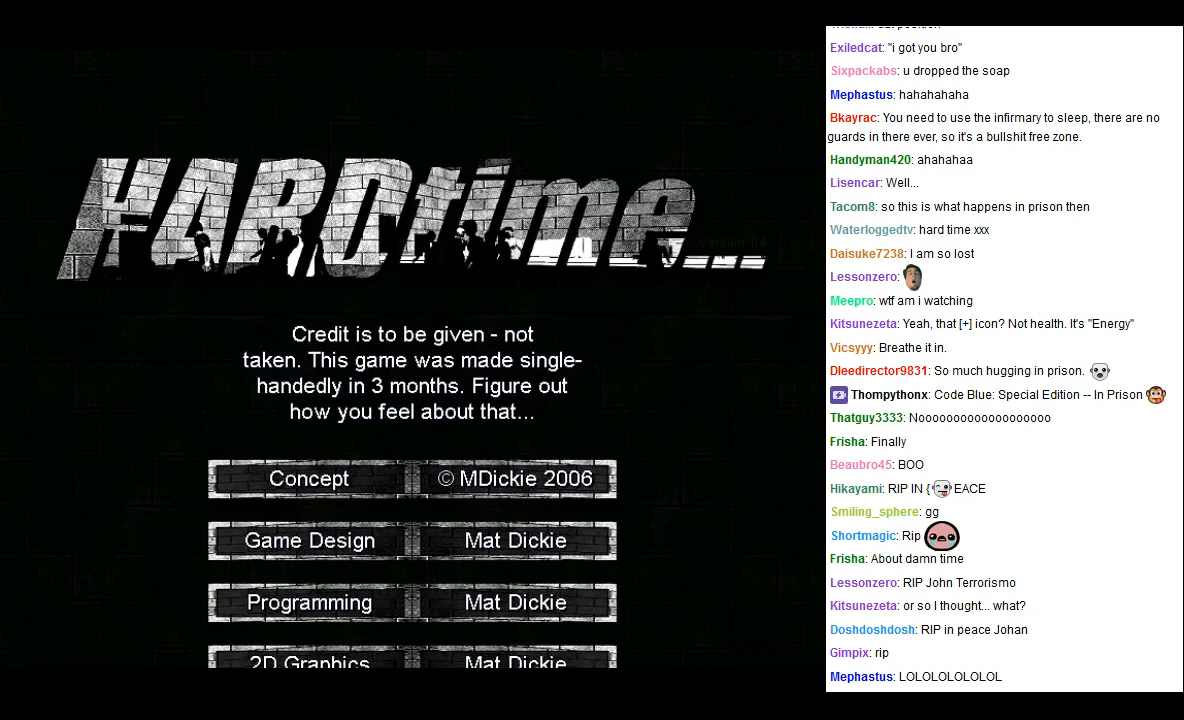 HARDtime...
Credit is to be given - not
taken. This game was made single-
handedly in 3 months. Figure out
how you feel about that...
Concept © MDickie 2006
Game Design Mat Dickie
Programming Mat Dickie
2D Graphics Mat Dickie
Exiledcat: "i got you bro"
Sixpackabs: u dropped the soap
Mephastus: hahahahaha
Bkayrac: You need to use the infirmary to sleep, there are no
guards in there ever, so it's a bullshit free zone.
Handyman420: ahahahaa
Lisencar: Well...
Tacom8: so this is what happens in prison then
Waterloggedtv: hard time xxx
Daisuke7238: I am so lost
Lessonzero:
Meepro: wtf am i watching
Kitsunezeta: Yeah, that [+] icon? Not health. It's "Energy"
Vicsyyy: Breathe it in.
Dleedirector9831: So much hugging in prison.
Thompythonx: Code Blue: Special Edition -- In Prison
Thatguy3333: Nooooooooooooooooooo
Frisha: Finally
Beaubro45: BOO
Hikayami: RIP IN { EACE
Smiling_sphere: gg
Shortmagic: Rip
Frisha: About damn time
Lessonzero: RIP John Terrorismo
Kitsunezeta: or so I thought... what?
Doshdoshdosh: RIP in peace Johan
Gimpix: rip
Mephastus: LOLOLOLOLOLOL